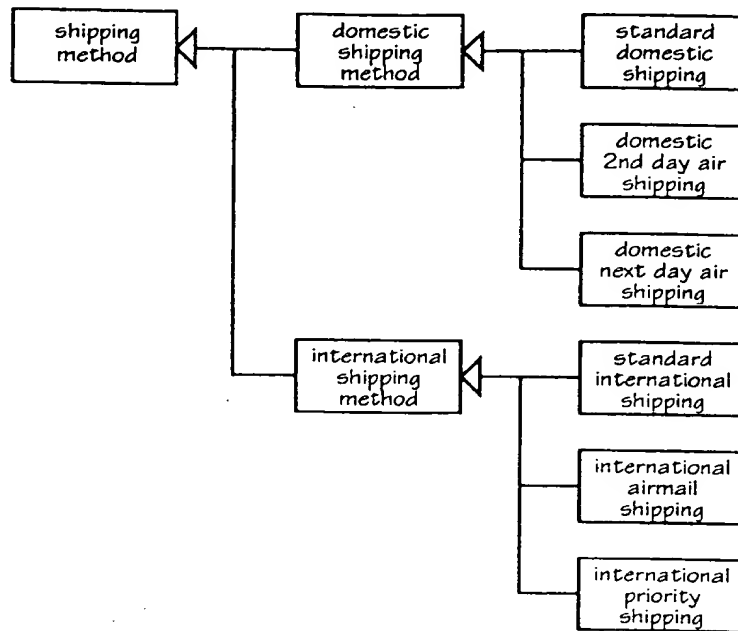 shipping
method
domestic
shipping
method
standard
domestic
shipping
domestic
2nd day air
shipping
domestic
next day air
shipping
international
shipping
method
standard
international
shipping
international
airmail
shipping
international
priority
shipping